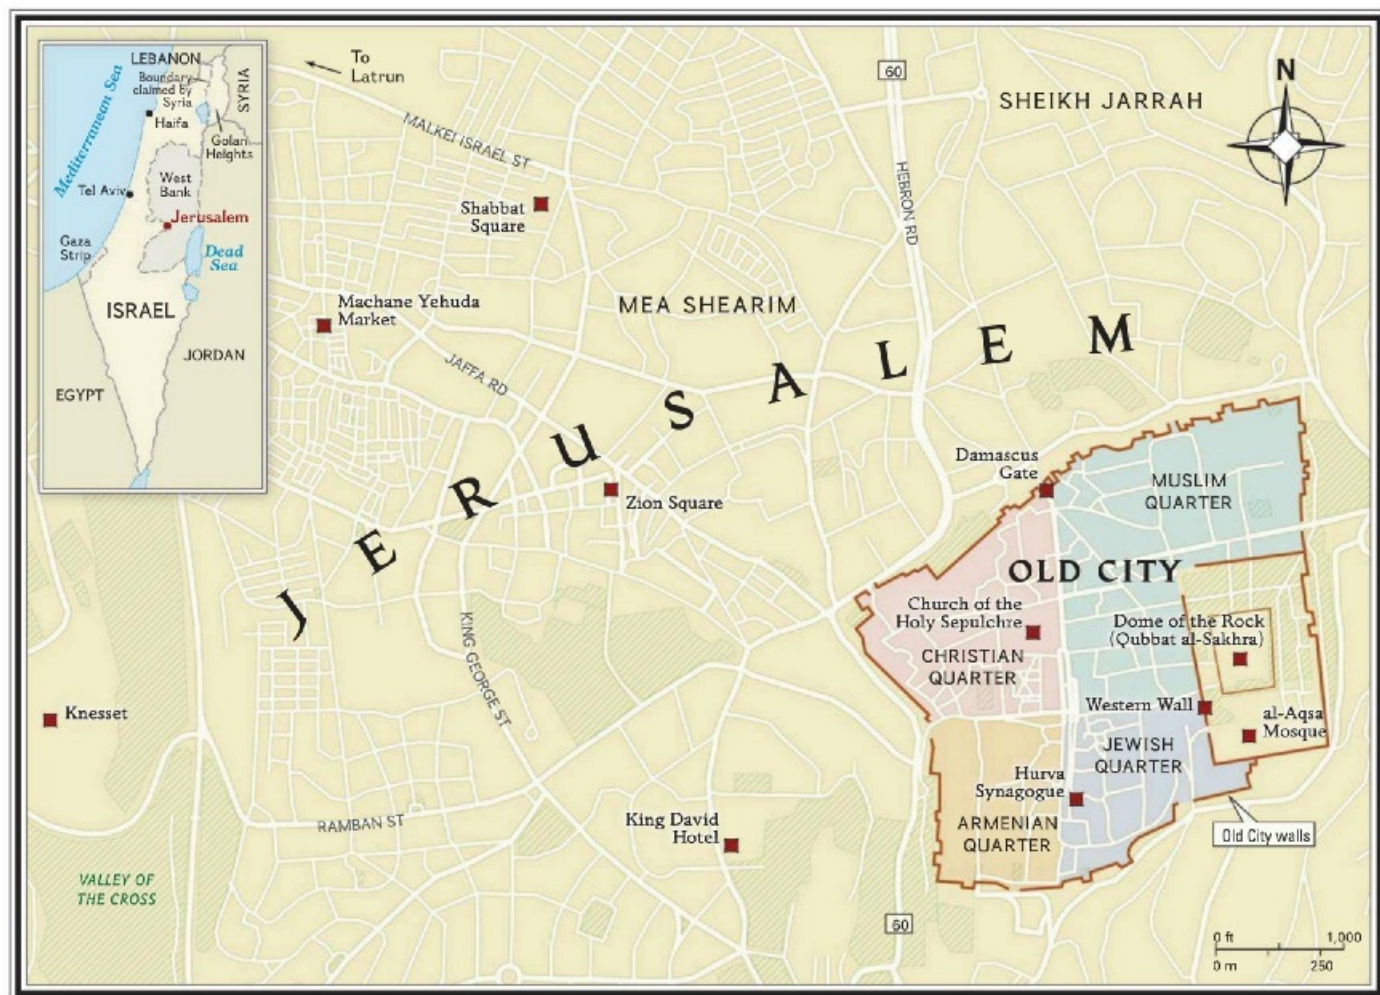 LEBANON
Boundary
claimed by
Syria
SYRIA
Mediterranean Sea
Haifa
Golan
Heights
West
Bank
Tel Aviv
Jerusalem
Gaza
Strip
Dead
Sea
ISRAEL
JORDAN
EGYPT
To
Latrun
60
N
SHEIKH JARRAH
MALKEI ISRAEL ST
HEBRON RD
Shabbat
Square
Machane Yehuda
Market
MEA SHEARIM
JAFFA RD
JERUSALEM
Damascus
Gate
MUSLIM
QUARTER
Zion Square
OLD CITY
Church of the
Holy Sepulchre
Dome of the Rock
(Qubbat al-Sakhra)
CHRISTIAN
QUARTER
KING GEORGE ST
Knesset
Western Wall
al-Aqsa
Mosque
JEWISH
QUARTER
Hurva
Synagogue
RAMBAN ST
King David
Hotel
ARMENIAN
QUARTER
Old City walls
VALLEY OF
THE CROSS
60
0 ft 1,000
0 m 250